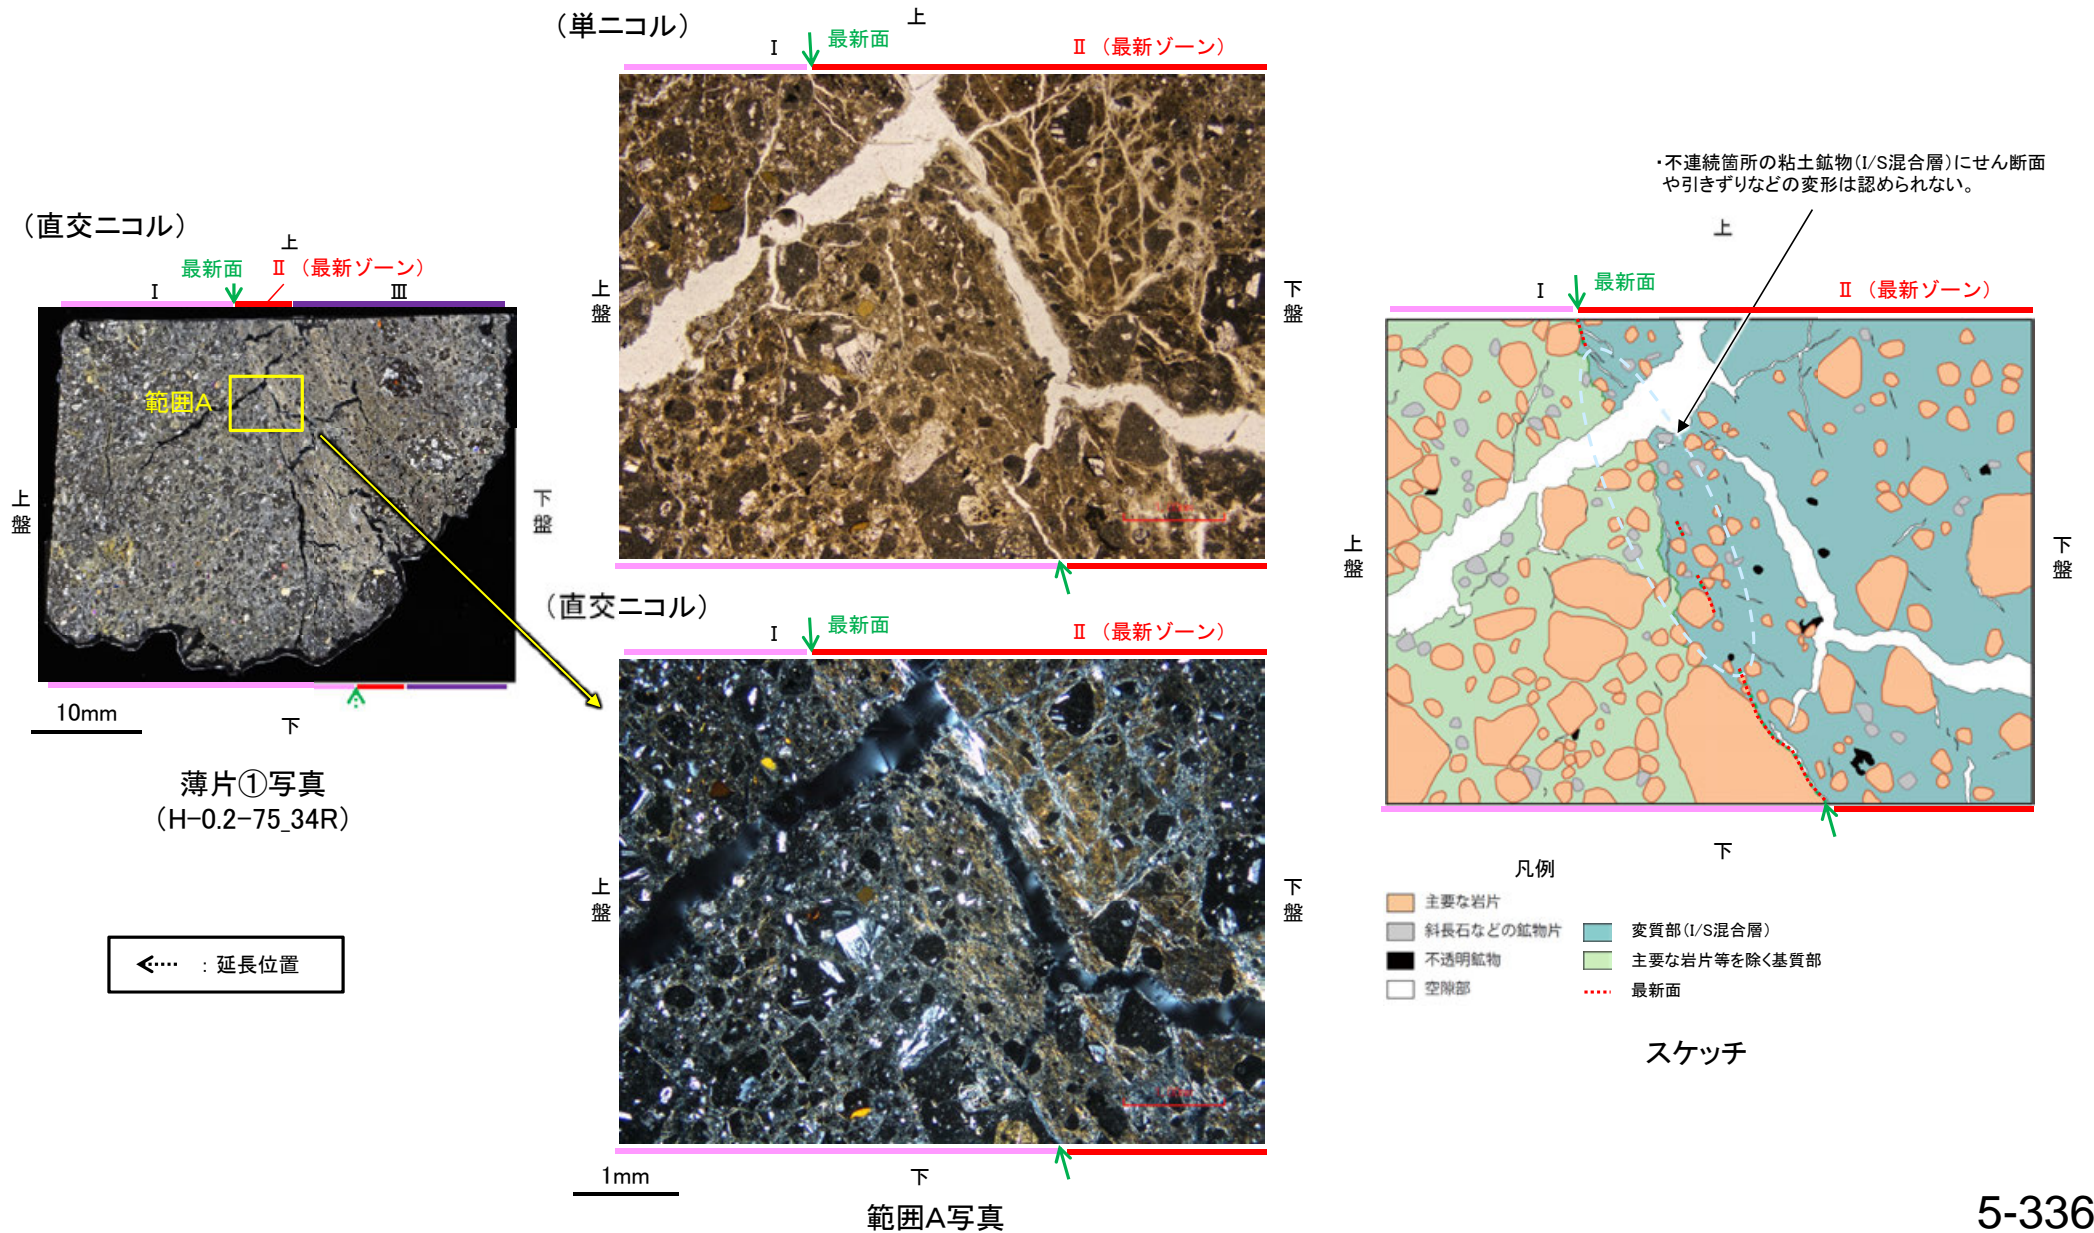 (直交ニコル)
上
最新面
Ⅱ (最新ゾーン)
Ⅰ
Ⅲ
範囲A
上盤
下盤
10mm
下
薄片①写真
(H-0.2-75_34R)
:延長位置
(単ニコル)
上
Ⅰ
最新面
Ⅱ (最新ゾーン)
上盤
下盤
(直交ニコル)
Ⅰ
最新面
Ⅱ (最新ゾーン)
上盤
下盤
1mm
下
範囲A写真
・不連続箇所の粘土鉱物(I/S混合層)にせん断面
や引きずりなどの変形は認められない。
上
Ⅰ
最新面
Ⅱ (最新ゾーン)
上盤
下盤
下
凡例
主要な岩片
斜長石などの鉱物片
不透明鉱物
空隙部
変質部(I/S混合層)
主要な岩片等を除く基質部
最新面
スケッチ
5-336